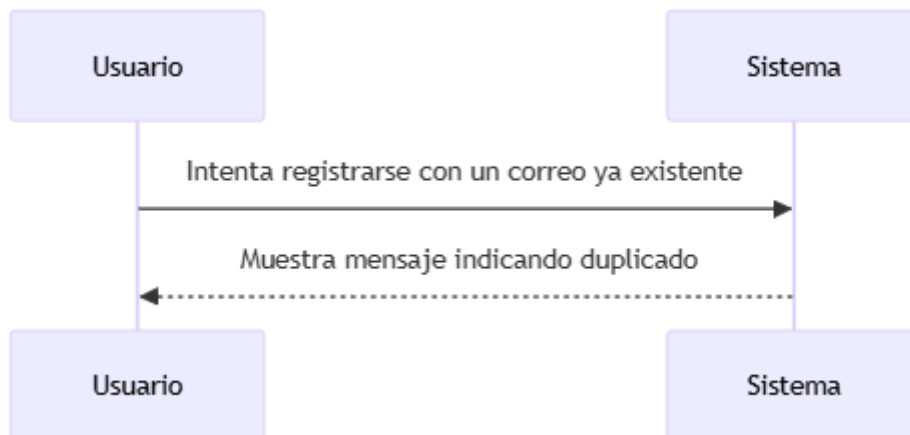 Usuario
Sistema
Intenta registrarse con un correo ya existente
Muestra mensaje indicando duplicado
Usuario
Sistema